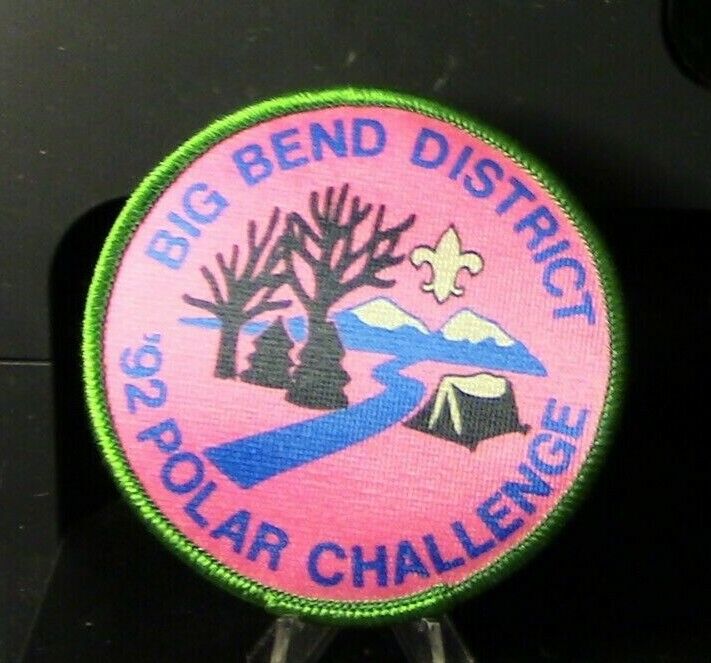 BIG BEND DISTRICT
'92 POLAR CHALLENGE